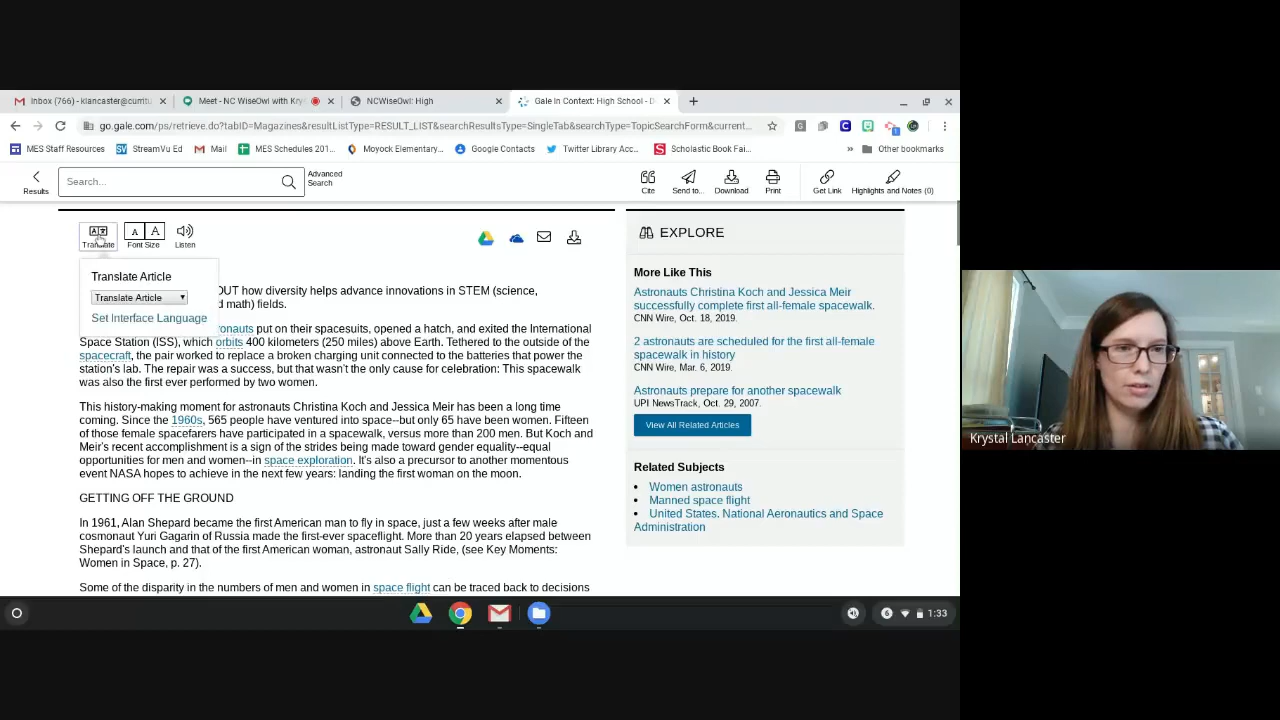 Inbox (766) - klancaster@curritu
Meet - NC WiseOwl with Kry
NCWiseOwl: High
Gale In Context: High School - D
go.gale.com/ps/retrieve.do?tabID=Magazines&resultListType=RESULT_LIST&searchResultsType=SingleTab&searchType=TopicSearchForm&current...
MES Staff Resources
StreamVu Ed
Mail
MES Schedules 201...
Moyock Elementary...
Google Contacts
Twitter Library Acc...
Scholastic Book Fai...
»
Other bookmarks
Results
Search...
Advanced
Search
Cite
Send to...
Download
Print
Get Link
Highlights and Notes (0)
Translate
Font Size
Listen
Translate Article
Translate Article
Set Interface Language
OUT how diversity helps advance innovations in STEM (science,
d math) fields.
ronauts put on their spacesuits, opened a hatch, and exited the International
Space Station (ISS), which orbits 400 kilometers (250 miles) above Earth. Tethered to the outside of the
spacecraft, the pair worked to replace a broken charging unit connected to the batteries that power the
station's lab. The repair was a success, but that wasn't the only cause for celebration: This spacewalk
was also the first ever performed by two women.
This history-making moment for astronauts Christina Koch and Jessica Meir has been a long time
coming. Since the 1960s, 565 people have ventured into space--but only 65 have been women. Fifteen
of those female spacefarers have participated in a spacewalk, versus more than 200 men. But Koch and
Meir's recent accomplishment is a sign of the strides being made toward gender equality--equal
opportunities for men and women--in space exploration. It's also a precursor to another momentous
event NASA hopes to achieve in the next few years: landing the first woman on the moon.
GETTING OFF THE GROUND
In 1961, Alan Shepard became the first American man to fly in space, just a few weeks after male
cosmonaut Yuri Gagarin of Russia made the first-ever spaceflight. More than 20 years elapsed between
Shepard's launch and that of the first American woman, astronaut Sally Ride, (see Key Moments:
Women in Space, p. 27).
Some of the disparity in the numbers of men and women in space flight can be traced back to decisions
EXPLORE
More Like This
Astronauts Christina Koch and Jessica Meir
successfully complete first all-female spacewalk.
CNN Wire, Oct. 18, 2019.
2 astronauts are scheduled for the first all-female
spacewalk in history
CNN Wire, Mar. 6, 2019.
Astronauts prepare for another spacewalk
UPI NewsTrack, Oct. 29, 2007.
View All Related Articles
Related Subjects
• Women astronauts
• Manned space flight
• United States. National Aeronautics and Space
Administration
Krystal Lancaster
6
1:33